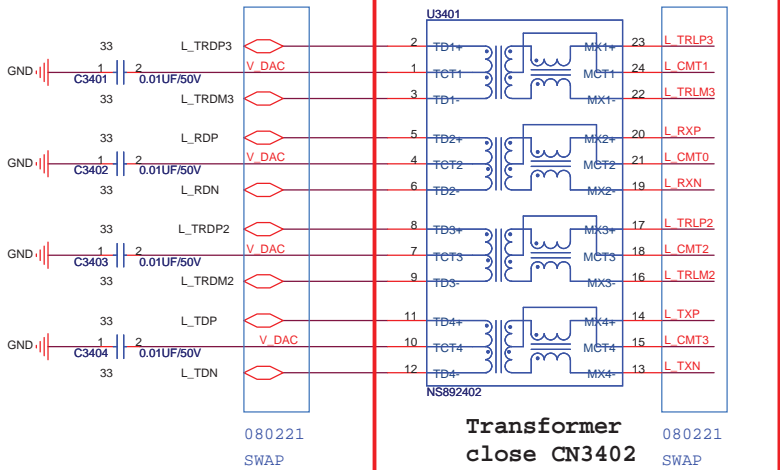 U3401
33 L_TRDP3 2 TD1+ MX1+ 23 L_TRLP3
GND 1 2 V_DAC 1 TCT1 MCT1 24 L_CMT1
C3401 0.01UF/50V
33 L_TRDM3 3 TD1- MX1- 22 L_TRLM3
33 L_RDP 5 TD2+ MX2+ 20 L_RXP
GND 1 2 V_DAC 4 TCT2 MCT2 21 L_CMT0
C3402 0.01UF/50V
33 L_RDN 6 TD2- MX2- 19 L_RXN
33 L_TRDP2 8 TD3+ MX3+ 17 L_TRLP2
GND 1 2 V_DAC 7 TCT3 MCT3 18 L_CMT2
C3403 0.01UF/50V
33 L_TRDM2 9 TD3- MX3- 16 L_TRLM2
33 L_TDP 11 TD4+ MX4+ 14 L_TXP
GND 1 2 V_DAC 10 TCT4 MCT4 15 L_CMT3
C3404 0.01UF/50V
33 L_TDN 12 TD4- MX4- 13 L_TXN
NS892402
080221
SWAP
Transformer
close CN3402
080221
SWAP